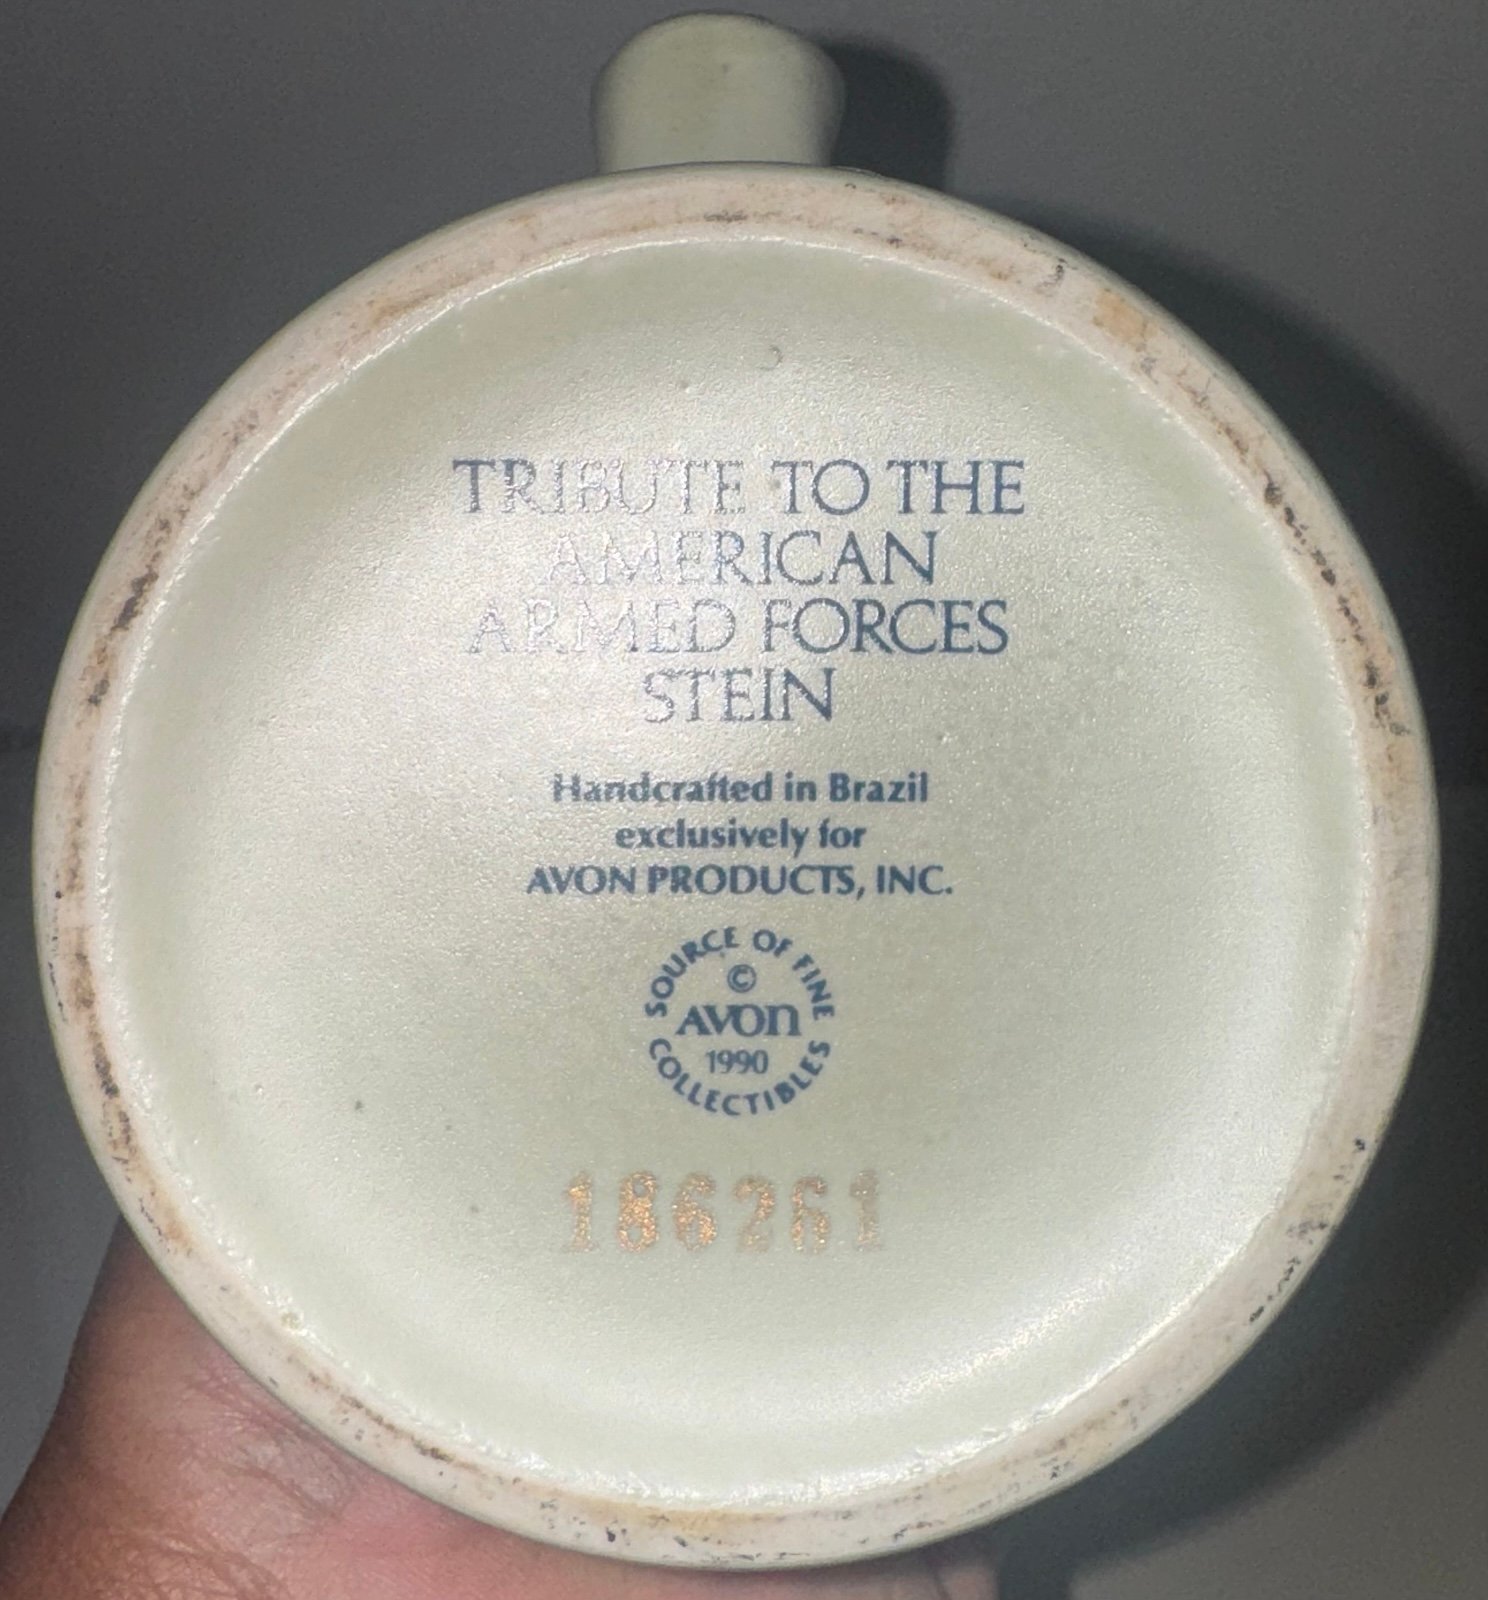 TRIBUTE TO THE
AMERICAN
ARMED FORCES
STEIN
Handcrafted in Brazil
exclusively for
AVON PRODUCTS, INC.
SOURCE OF FINE
©
AVON
1990
COLLECTIBLES
186261